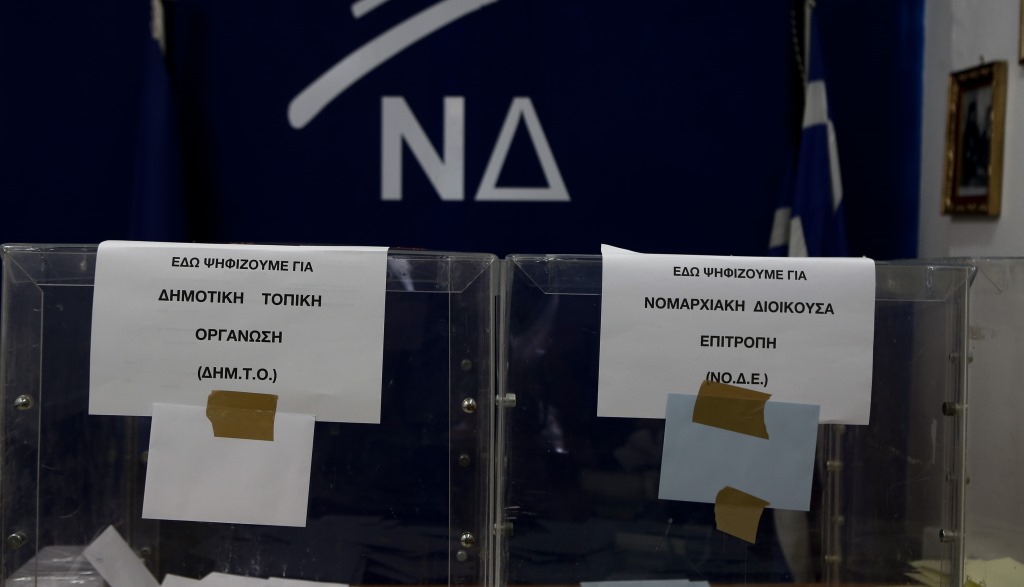 ΝΔ
ΕΔΩ ΨΗΦΙΖΟΥΜΕ ΓΙΑ
ΔΗΜΟΤΙΚΗ ΤΟΠΙΚΗ
ΟΡΓΑΝΩΣΗ
(ΔΗΜ.Τ.Ο.)
ΕΔΩ ΨΗΦΙΖΟΥΜΕ ΓΙΑ
ΝΟΜΑΡΧΙΑΚΗ ΔΙΟΙΚΟΥΣΑ
ΕΠΙΤΡΟΠΗ
(ΝΟ.Δ.Ε.)